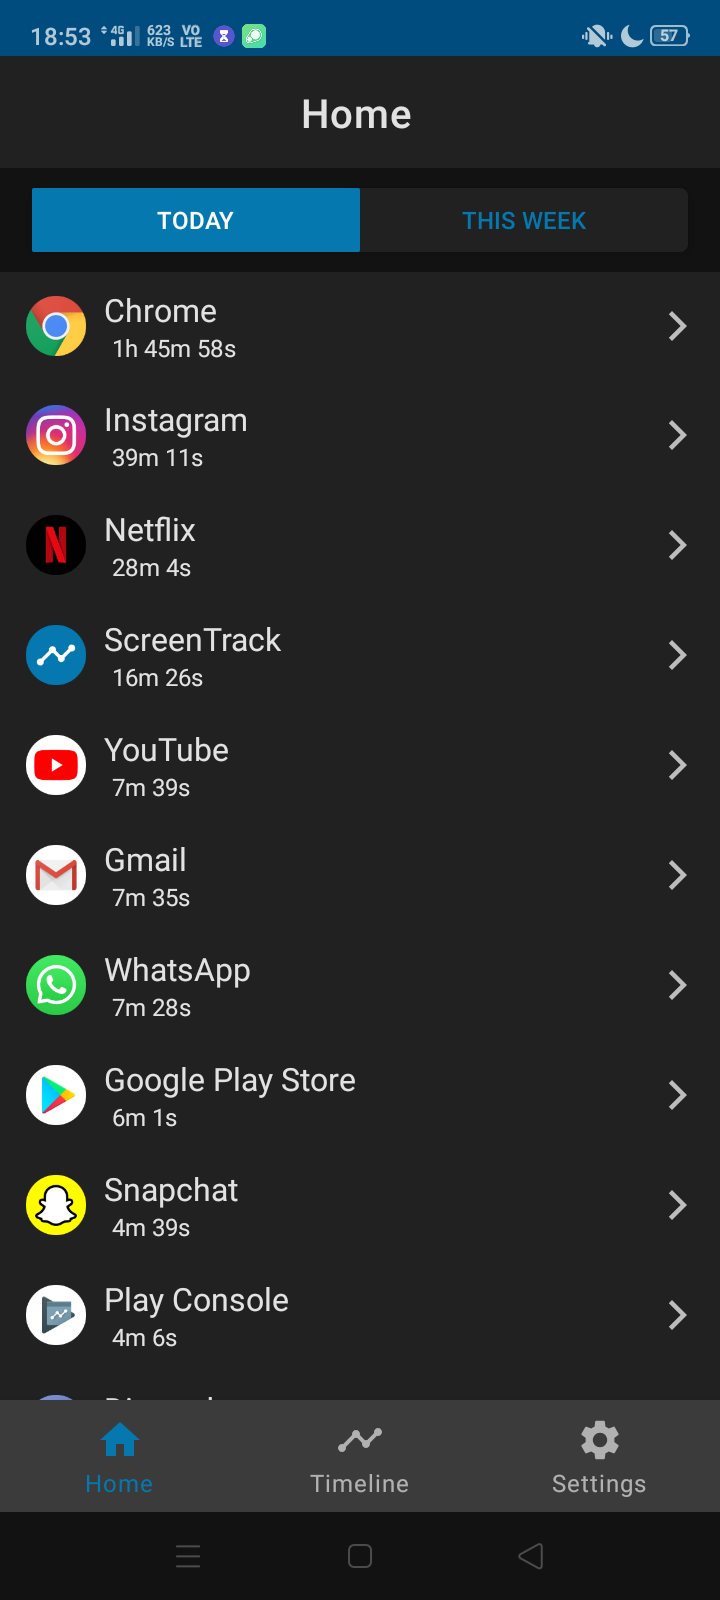 18:53 4G 623 KB/S VO LTE 57
Home
TODAY THIS WEEK
Chrome
1h 45m 58s
Instagram
39m 11s
Netflix
28m 4s
ScreenTrack
16m 26s
YouTube
7m 39s
Gmail
7m 35s
WhatsApp
7m 28s
Google Play Store
6m 1s
Snapchat
4m 39s
Play Console
4m 6s
Home Timeline Settings